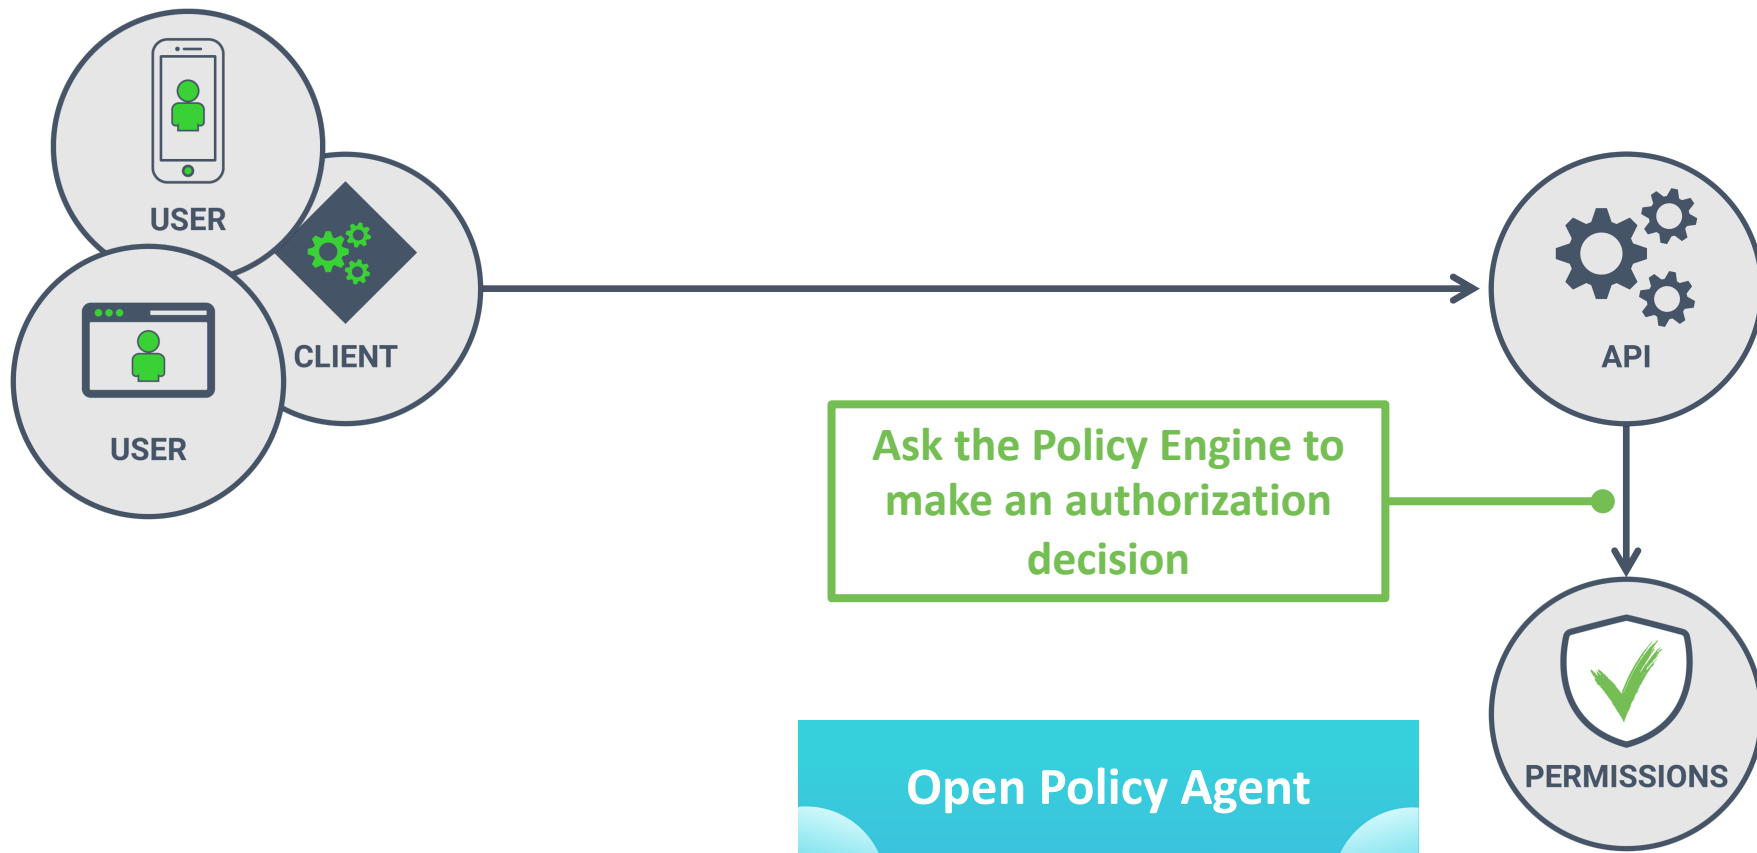 USER
CLIENT
USER
API
Ask the Policy Engine to
make an authorization
decision
PERMISSIONS
Open Policy Agent